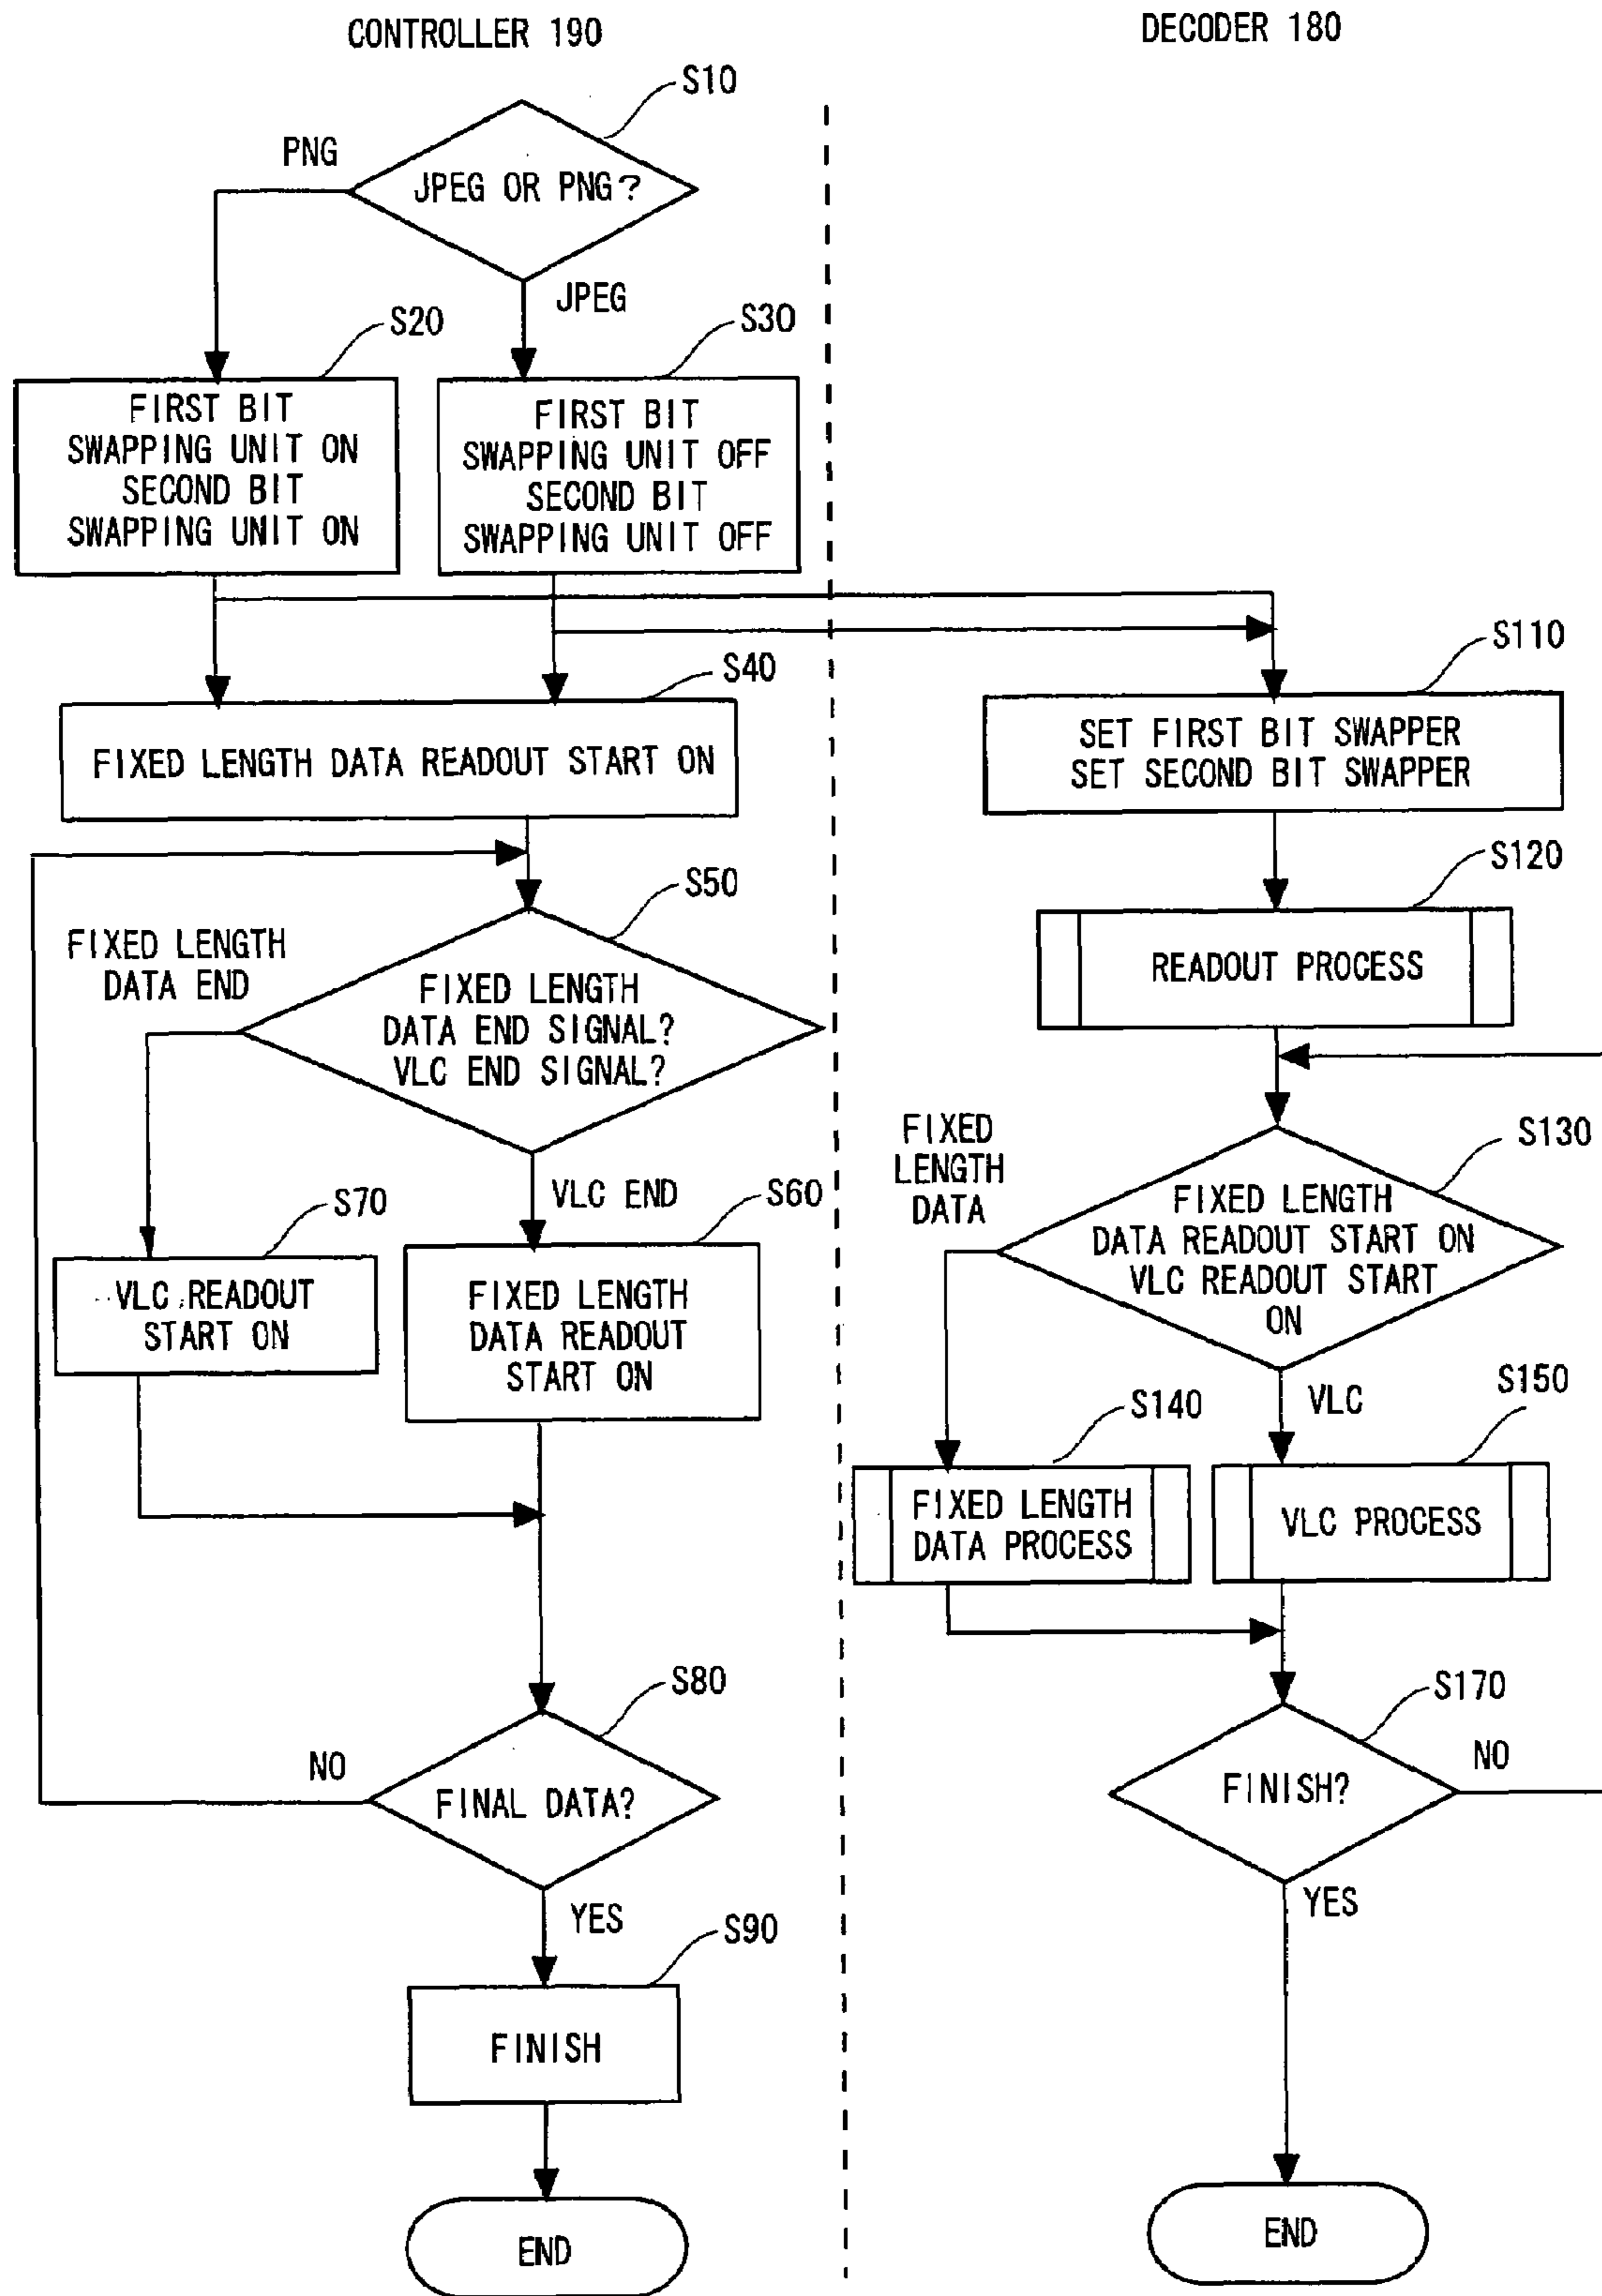 CONTROLLER 190
DECODER 180
S10
PNG
JPEG OR PNG?
JPEG
S20
S30
FIRST BIT
SWAPPING UNIT ON
SECOND BIT
SWAPPING UNIT ON
FIRST BIT
SWAPPING UNIT OFF
SECOND BIT
SWAPPING UNIT OFF
S40
FIXED LENGTH DATA READOUT START ON
S110
SET FIRST BIT SWAPPER
SET SECOND BIT SWAPPER
S120
READOUT PROCESS
S50
FIXED LENGTH
DATA END
FIXED LENGTH
DATA END SIGNAL?
VLC END SIGNAL?
VLC END
S70
VLC READOUT
START ON
S60
FIXED LENGTH
DATA READOUT
START ON
FIXED
LENGTH
DATA
S130
FIXED LENGTH
DATA READOUT START ON
VLC READOUT START
ON
VLC
S140
FIXED LENGTH
DATA PROCESS
S150
VLC PROCESS
S80
NO
FINAL DATA?
YES
S170
FINISH?
NO
YES
S90
FINISH
END
END